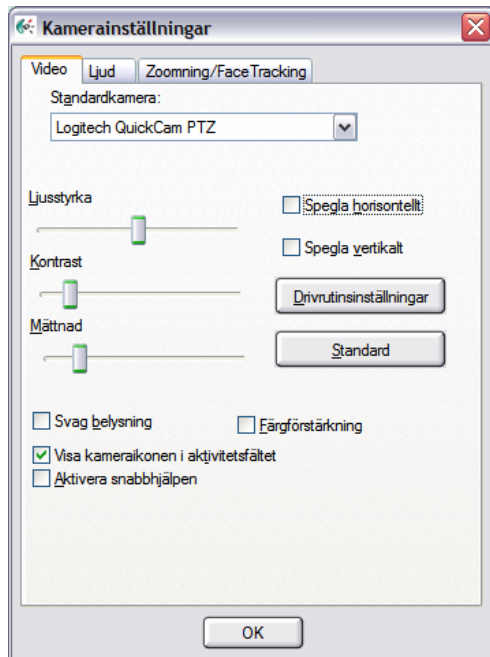 Kamerainställningar
Video Ljud Zoomning/FaceTracking
Standardkamera:
Logitech QuickCam PTZ
Ljusstyrka
Spegla horisontellt
Spegla vertikalt
Kontrast
Drivrutinsinställningar
Mättnad
Standard
Svag belysning
Färgförstärkning
Visa kameraikonen i aktivitetsfältet
Aktivera snabbhjälpen
OK